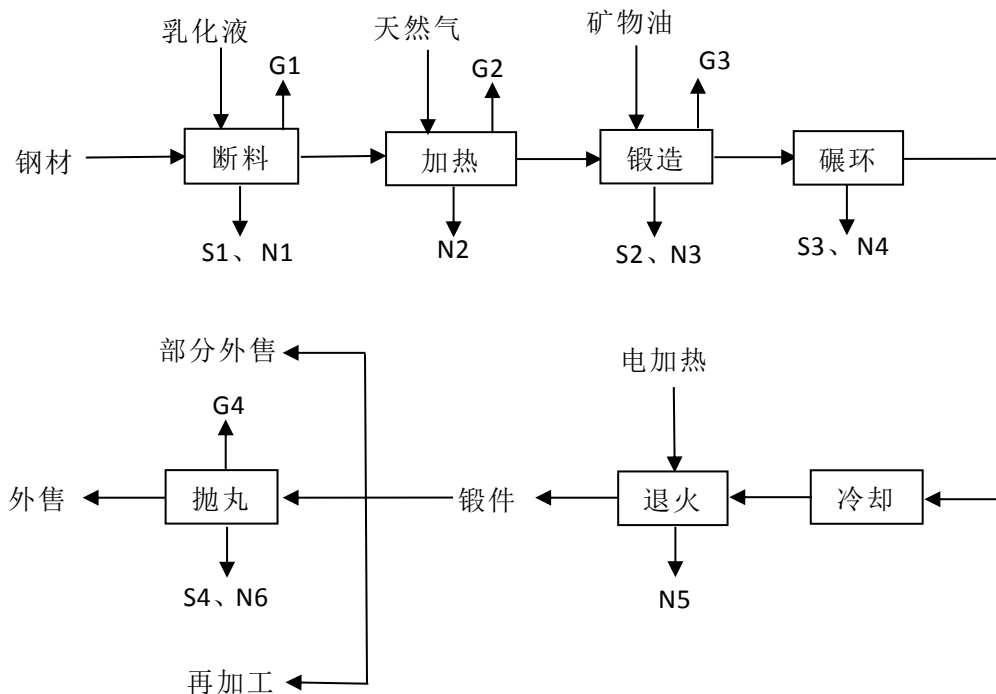 乳化液
天然气
矿物油
G1
G2
G3
钢材
断料
加热
锻造
碾环
S1、N1
N2
S2、N3
S3、N4
部分外售
电加热
G4
外售
抛丸
锻件
退火
冷却
S4、N6
N5
再加工